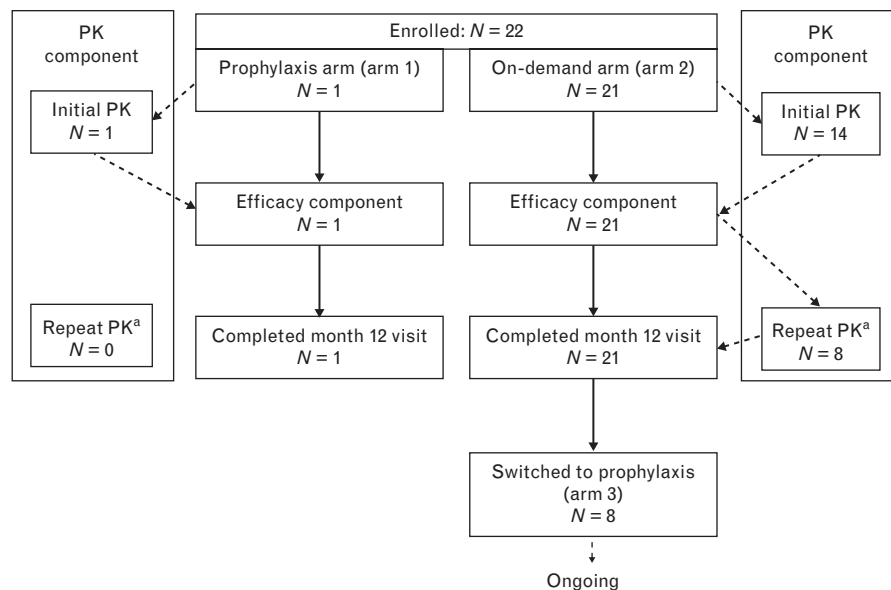 Enrolled: N = 22
PK
component
Prophylaxis arm (arm 1)
N = 1
On-demand arm (arm 2)
N = 21
PK
component
Initial PK
N = 1
Initial PK
N = 14
Efficacy component
N = 1
Efficacy component
N = 21
Repeat PKª
N = 0
Completed month 12 visit
N = 1
Completed month 12 visit
N = 21
Repeat PKª
N = 8
Switched to prophylaxis
(arm 3)
N = 8
Ongoing